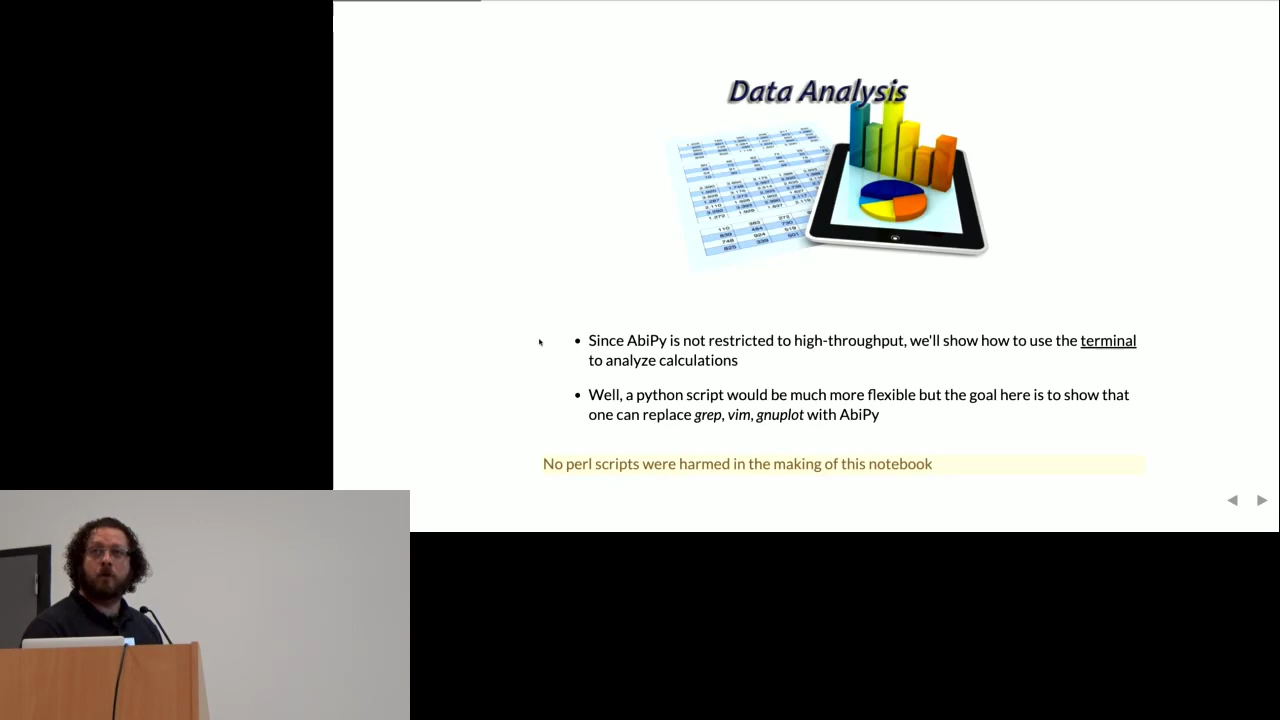 Data Analysis
Since AbiPy is not restricted to high-throughput, we'll show how to use the terminal
to analyze calculations
Well, a python script would be much more flexible but the goal here is to show that
one can replace grep, vim, gnuplot with AbiPy
No perl scripts were harmed in the making of this notebook